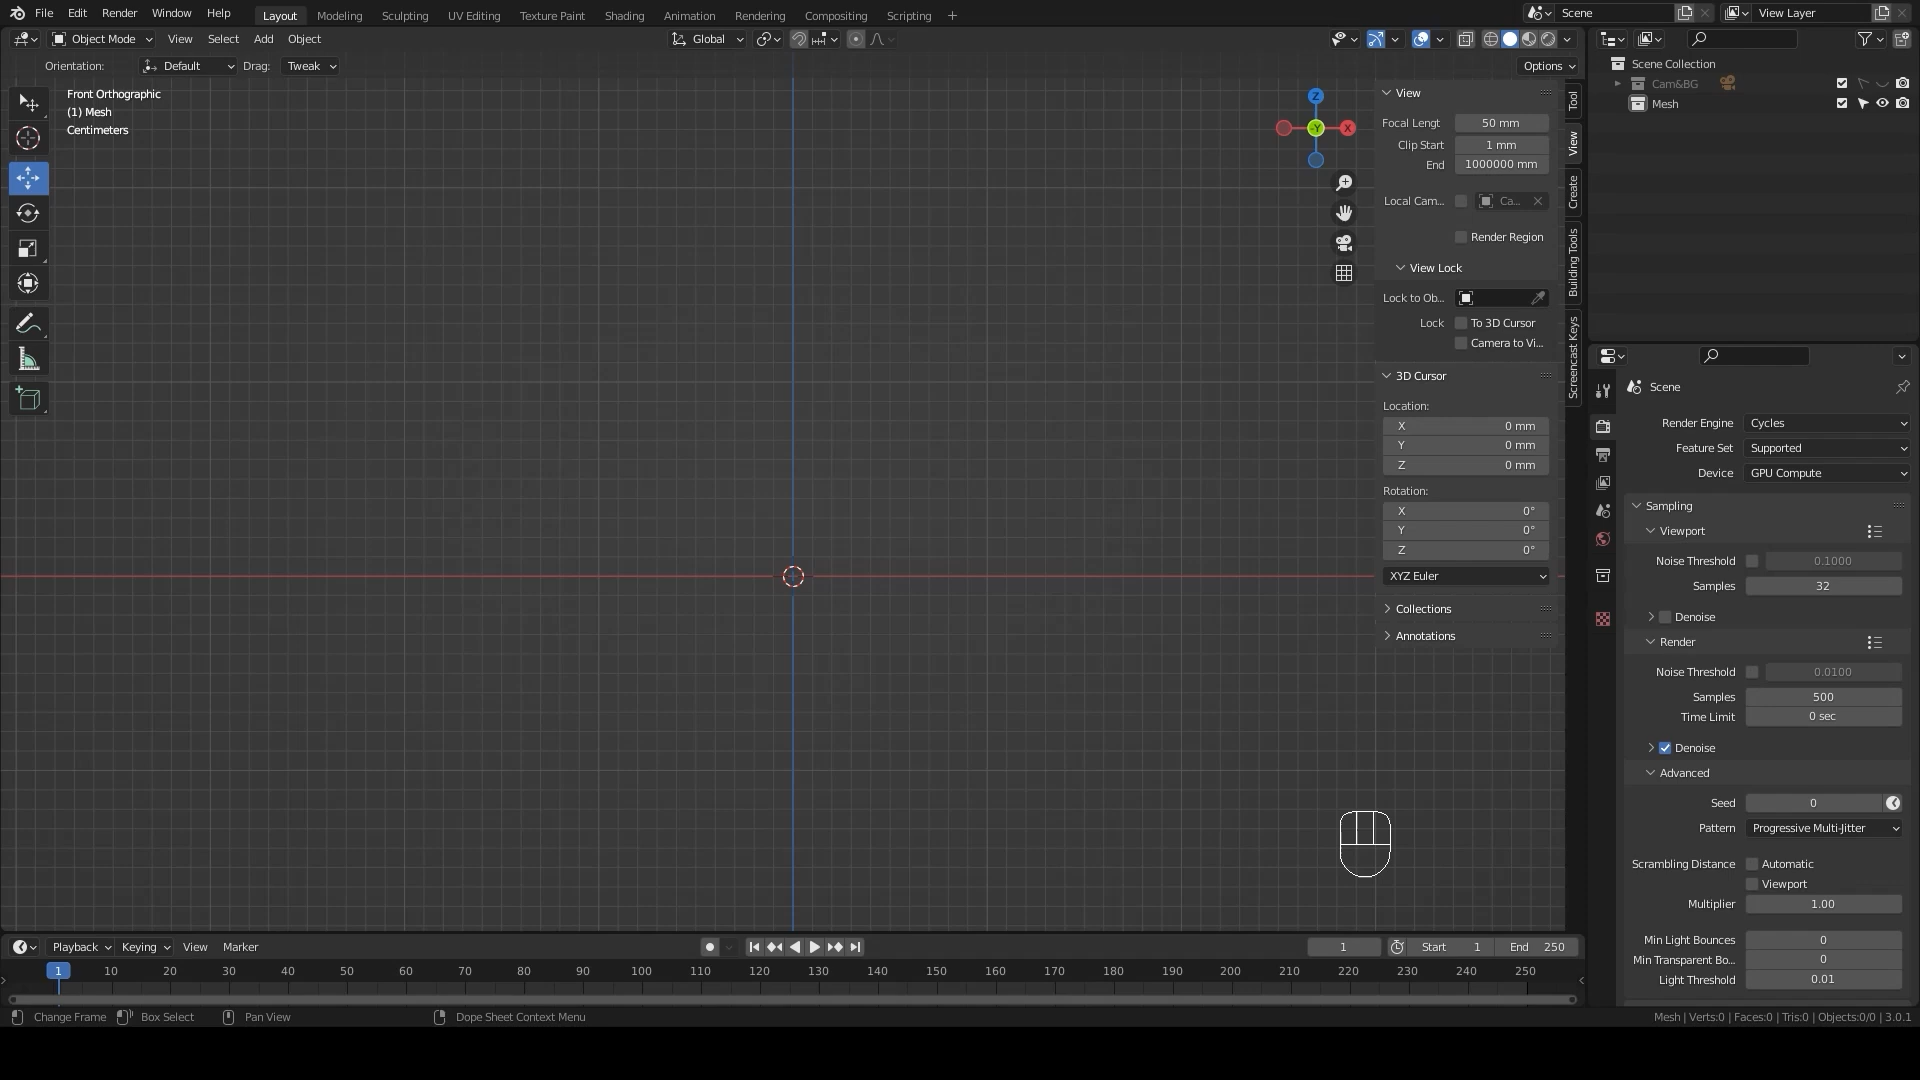 File Edit Render Window Help
Layout Modeling Sculpting UV Editing Texture Paint Shading Animation Rendering Compositing Scripting +
Scene
View Layer
Object Mode View Select Add Object
Global
Orientation: Default Drag: Tweak
Options
Front Orthographic
(1) Mesh
Centimeters
Z
-Y
X
View
Focal Lengt 50 mm
Clip Start 1 mm
End 1000000 mm
Local Cam... Ca...
Render Region
View Lock
Lock to Ob...
Lock To 3D Cursor
Camera to Vi...
3D Cursor
Location:
X 0 mm
Y 0 mm
Z 0 mm
Rotation:
X 0°
Y 0°
Z 0°
XYZ Euler
Collections
Annotations
Tool
View
Create
Building Tools
Screencast Keys
Scene Collection
Cam&BG
Mesh
Scene
Render Engine Cycles
Feature Set Supported
Device GPU Compute
Sampling
Viewport
Noise Threshold 0.1000
Samples 32
Denoise
Render
Noise Threshold 0.0100
Samples 500
Time Limit 0 sec
Denoise
Advanced
Seed 0
Pattern Progressive Multi-Jitter
Scrambling Distance Automatic
Viewport
Multiplier 1.00
Min Light Bounces 0
Min Transparent Bo... 0
Light Threshold 0.01
Playback Keying View Marker
1 Start 1 End 250
1 10 20 30 40 50 60 70 80 90 100 110 120 130 140 150 160 170 180 190 200 210 220 230 240 250
Change Frame Box Select Pan View Dope Sheet Context Menu
Mesh | Verts:0 | Faces:0 | Tris:0 | Objects:0/0 | 3.0.1